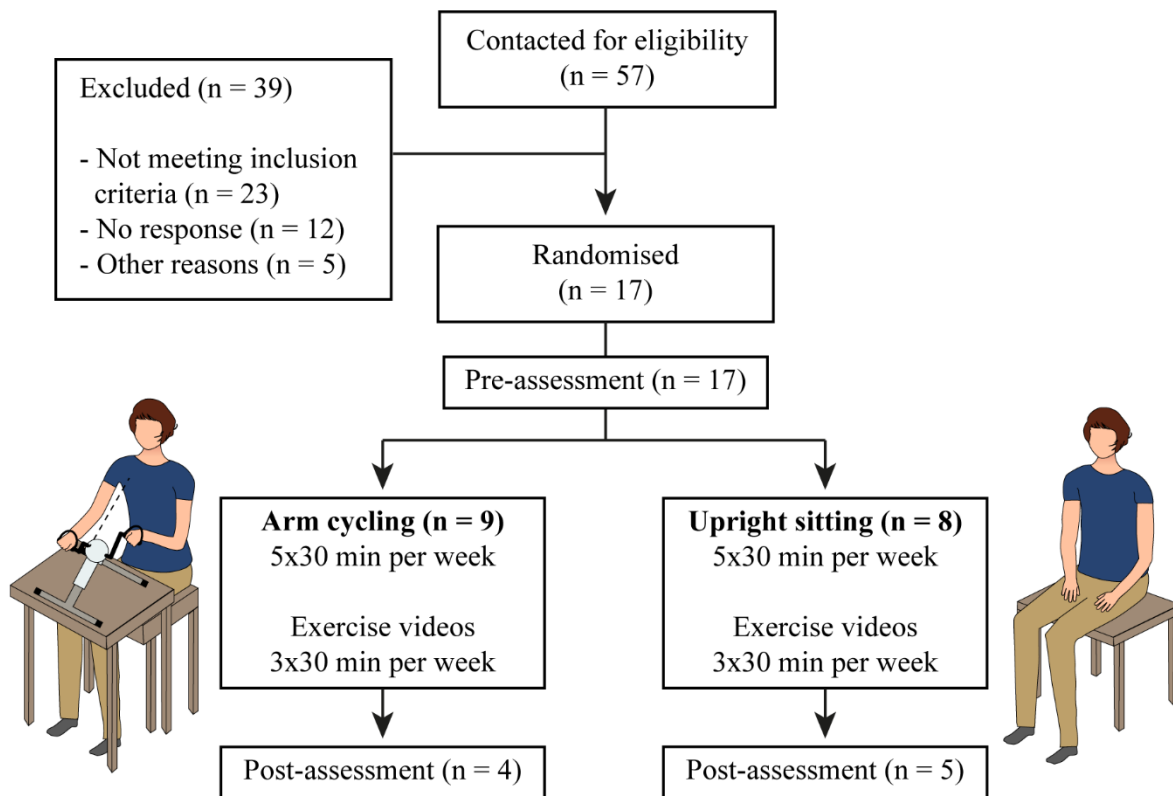 Contacted for eligibility
(n = 57)
Excluded (n = 39)
- Not meeting inclusion
criteria (n = 23)
- No response (n = 12)
- Other reasons (n = 5)
Randomised
(n = 17)
Pre-assessment (n = 17)
Arm cycling (n = 9)
5x30 min per week
Exercise videos
3x30 min per week
Upright sitting (n = 8)
5x30 min per week
Exercise videos
3x30 min per week
Post-assessment (n = 4)
Post-assessment (n = 5)